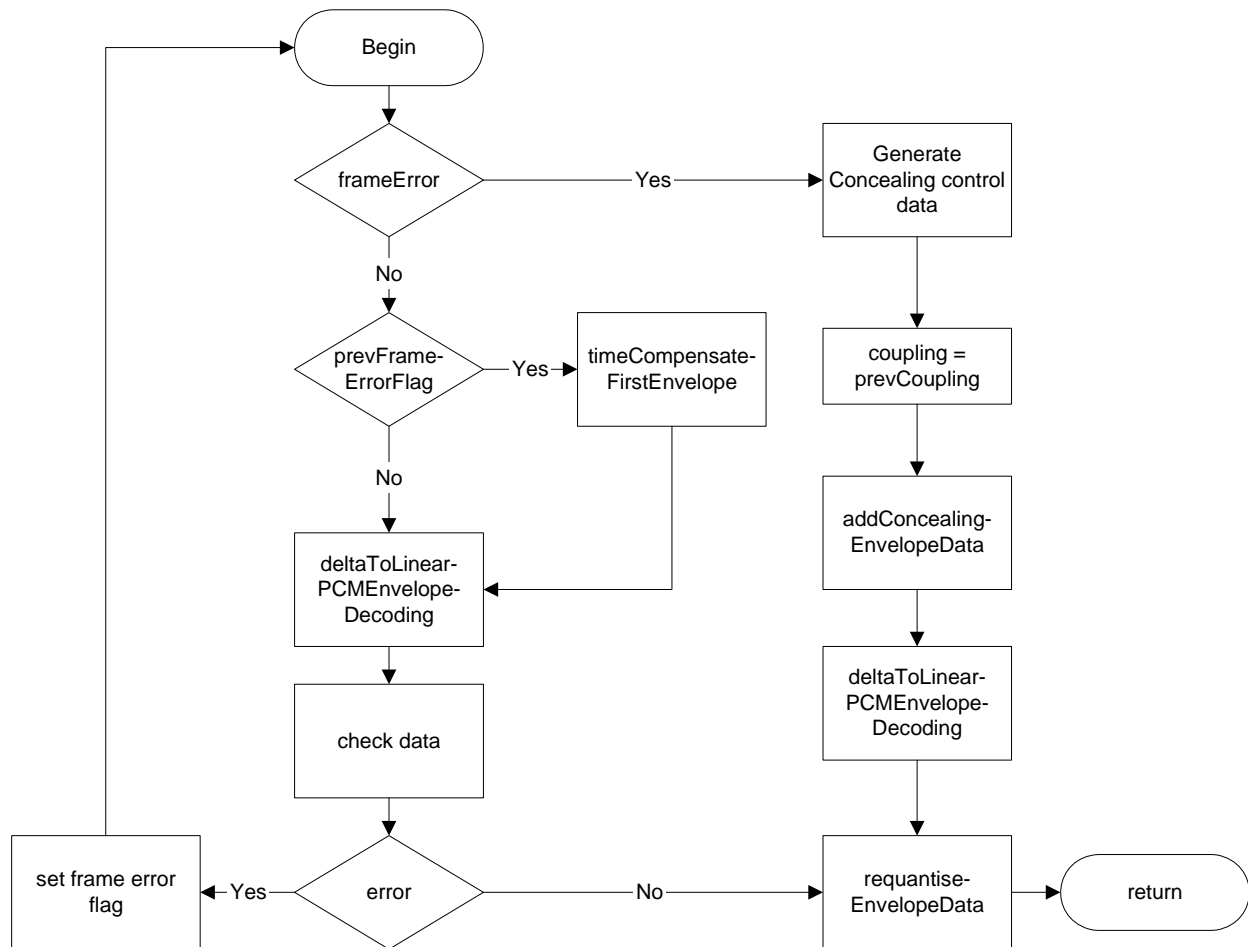 Begin
frameError
Yes
Generate
Concealing control
data
No
prevFrame-
ErrorFlag
Yes
timeCompensate-
FirstEnvelope
coupling =
prevCoupling
No
addConcealing-
EnvelopeData
deltaToLinear-
PCMEnvelope-
Decoding
deltaToLinear-
PCMEnvelope-
Decoding
check data
set frame error
flag
Yes
error
No
requantise-
EnvelopeData
return